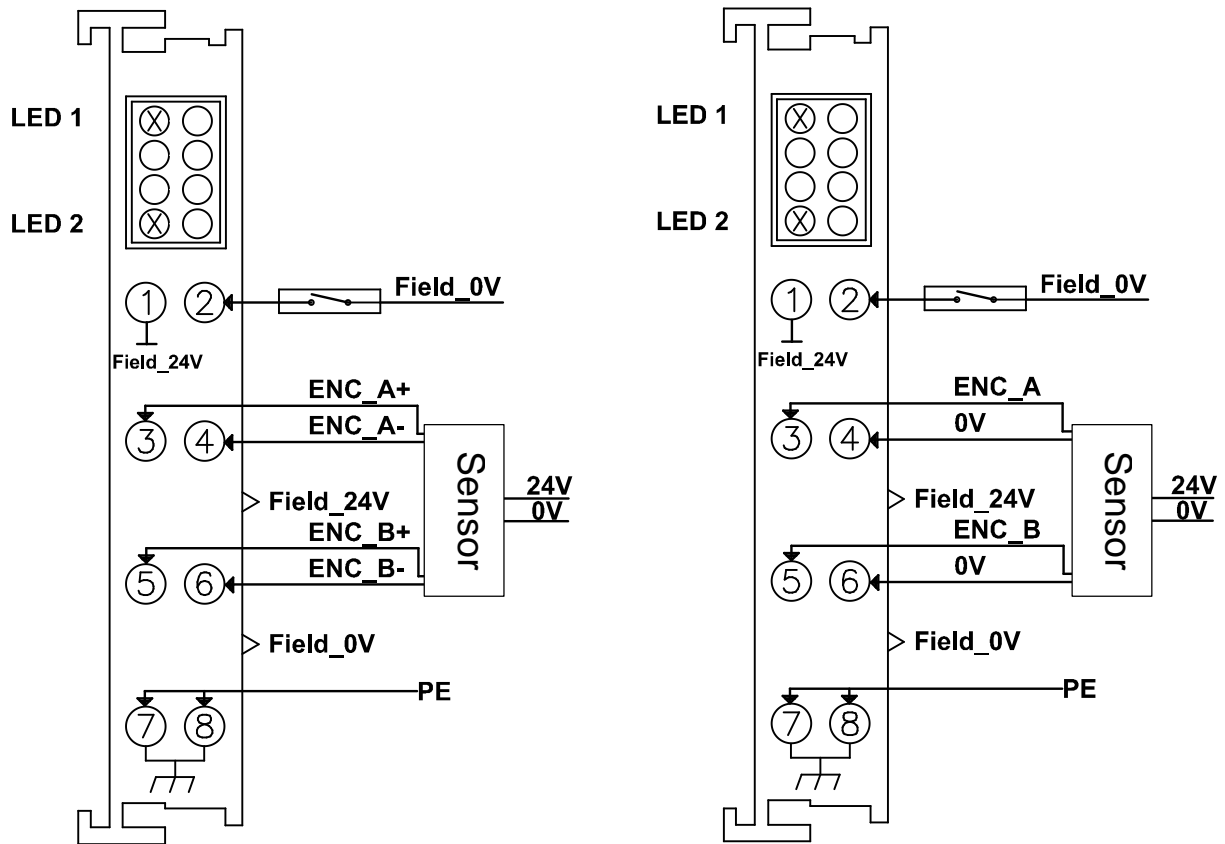 LED 1
LED 2
1 2
Field_0V
Field_24V
ENC_A+
3 4
ENC_A-
Field_24V
Sensor
24V
0V
ENC_B+
5 6
ENC_B-
Field_0V
PE
7 8
LED 1
LED 2
1 2
Field_0V
Field_24V
ENC_A
3 4
0V
Field_24V
Sensor
24V
0V
ENC_B
5 6
0V
Field_0V
PE
7 8